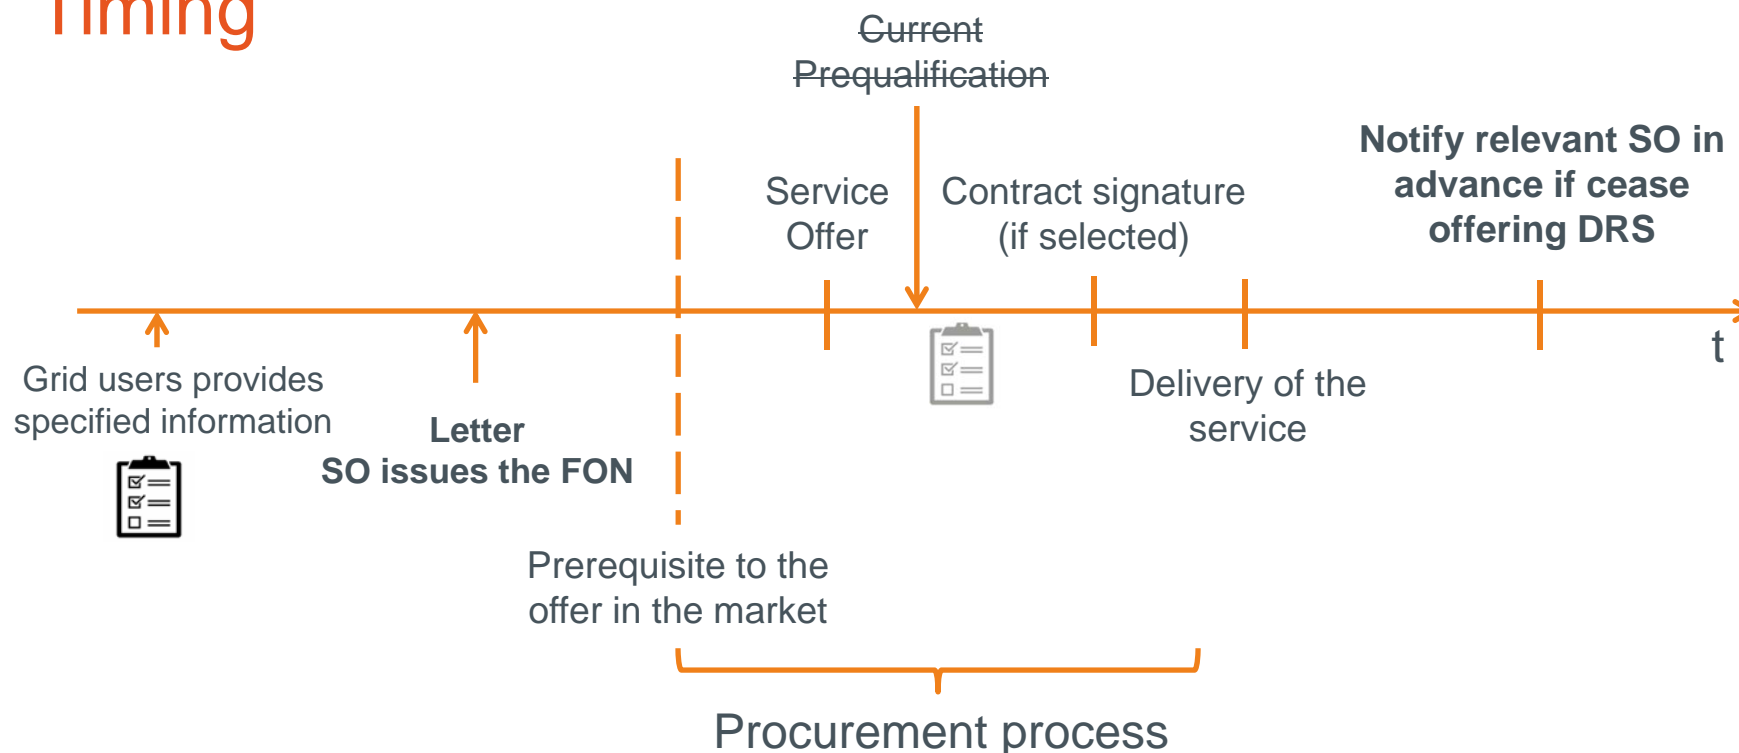 Timing
Current
Prequalification
Notify relevant SO in
advance if cease
offering DRS
Service
Offer
Contract signature
(if selected)
t
Grid users provides
specified information
Letter
SO issues the FON
Delivery of the
service
Prerequisite to the
offer in the market
Procurement process